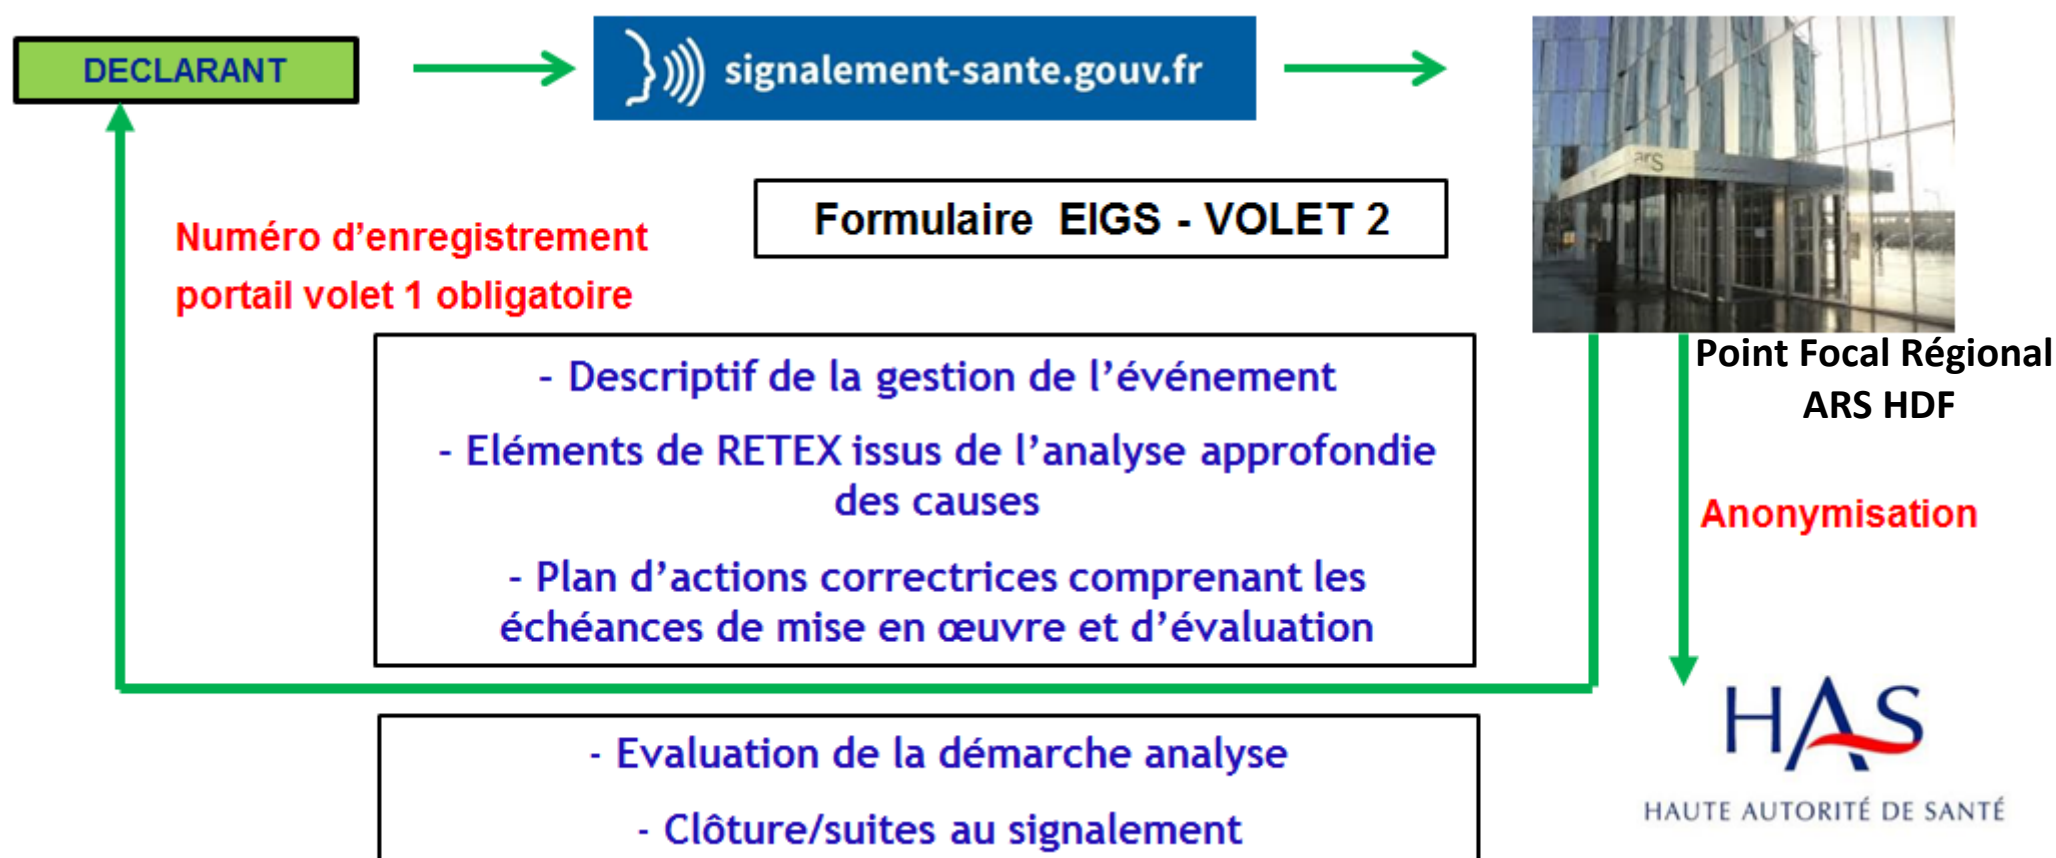 DECLARANT
signalement-sante.gouv.fr
ars
Formulaire EIGS - VOLET 2
Numéro d'enregistrement
portail volet 1 obligatoire
- Descriptif de la gestion de l'événement
- Eléments de RETEX issus de l'analyse approfondie
des causes
- Plan d'actions correctrices comprenant les
échéances de mise en œuvre et d'évaluation
Point Focal Régional
ARS HDF
Anonymisation
- Evaluation de la démarche analyse
- Clôture/suites au signalement
HAS
HAUTE AUTORITÉ DE SANTÉ